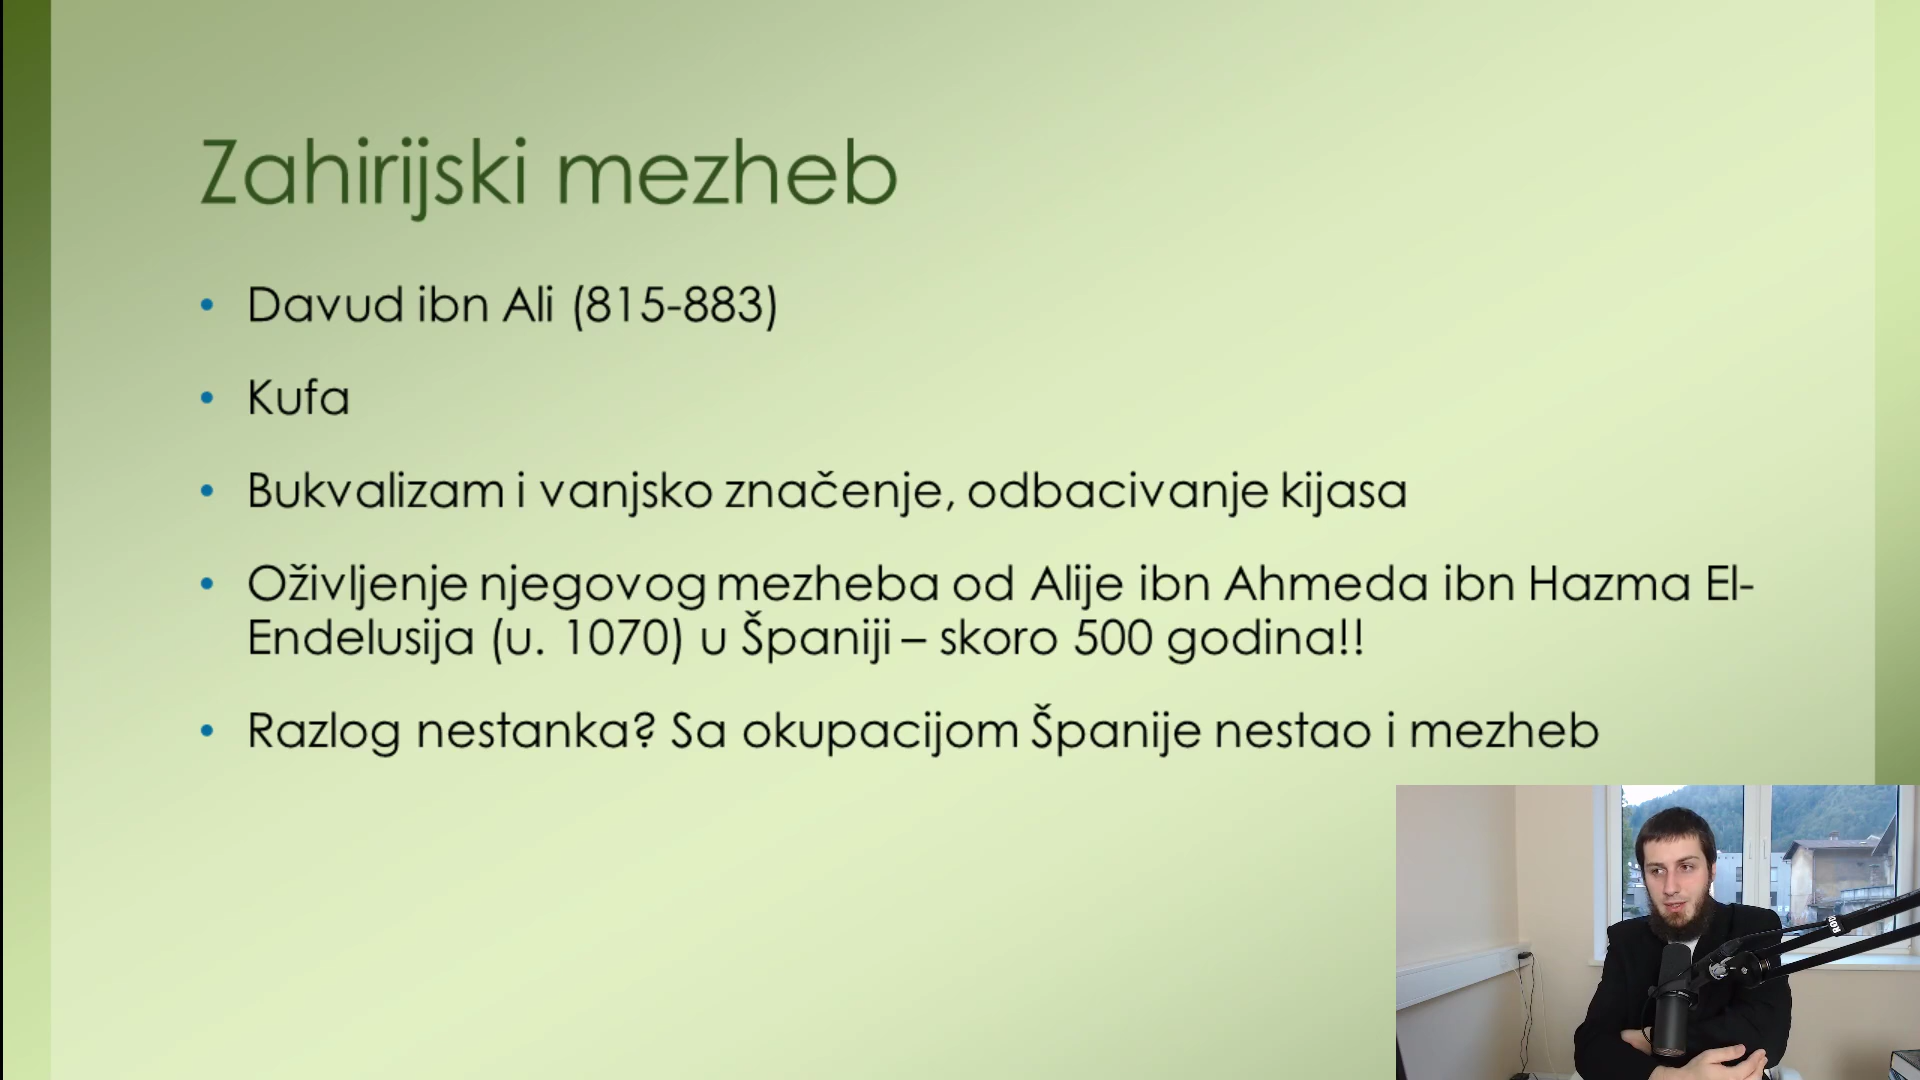 Zahirijski mezheb
• Davud ibn Ali (815-883)
• Kufa
• Bukvalizam i vanjsko značenje, odbacivanje kijasa
• Oživljenje njegovog mezheba od Alije ibn Ahmeda ibn Hazma El-
Endelusija (u. 1070) u Španiji – skoro 500 godina!!
• Razlog nestanka? Sa okupacijom Španije nestao i mezheb